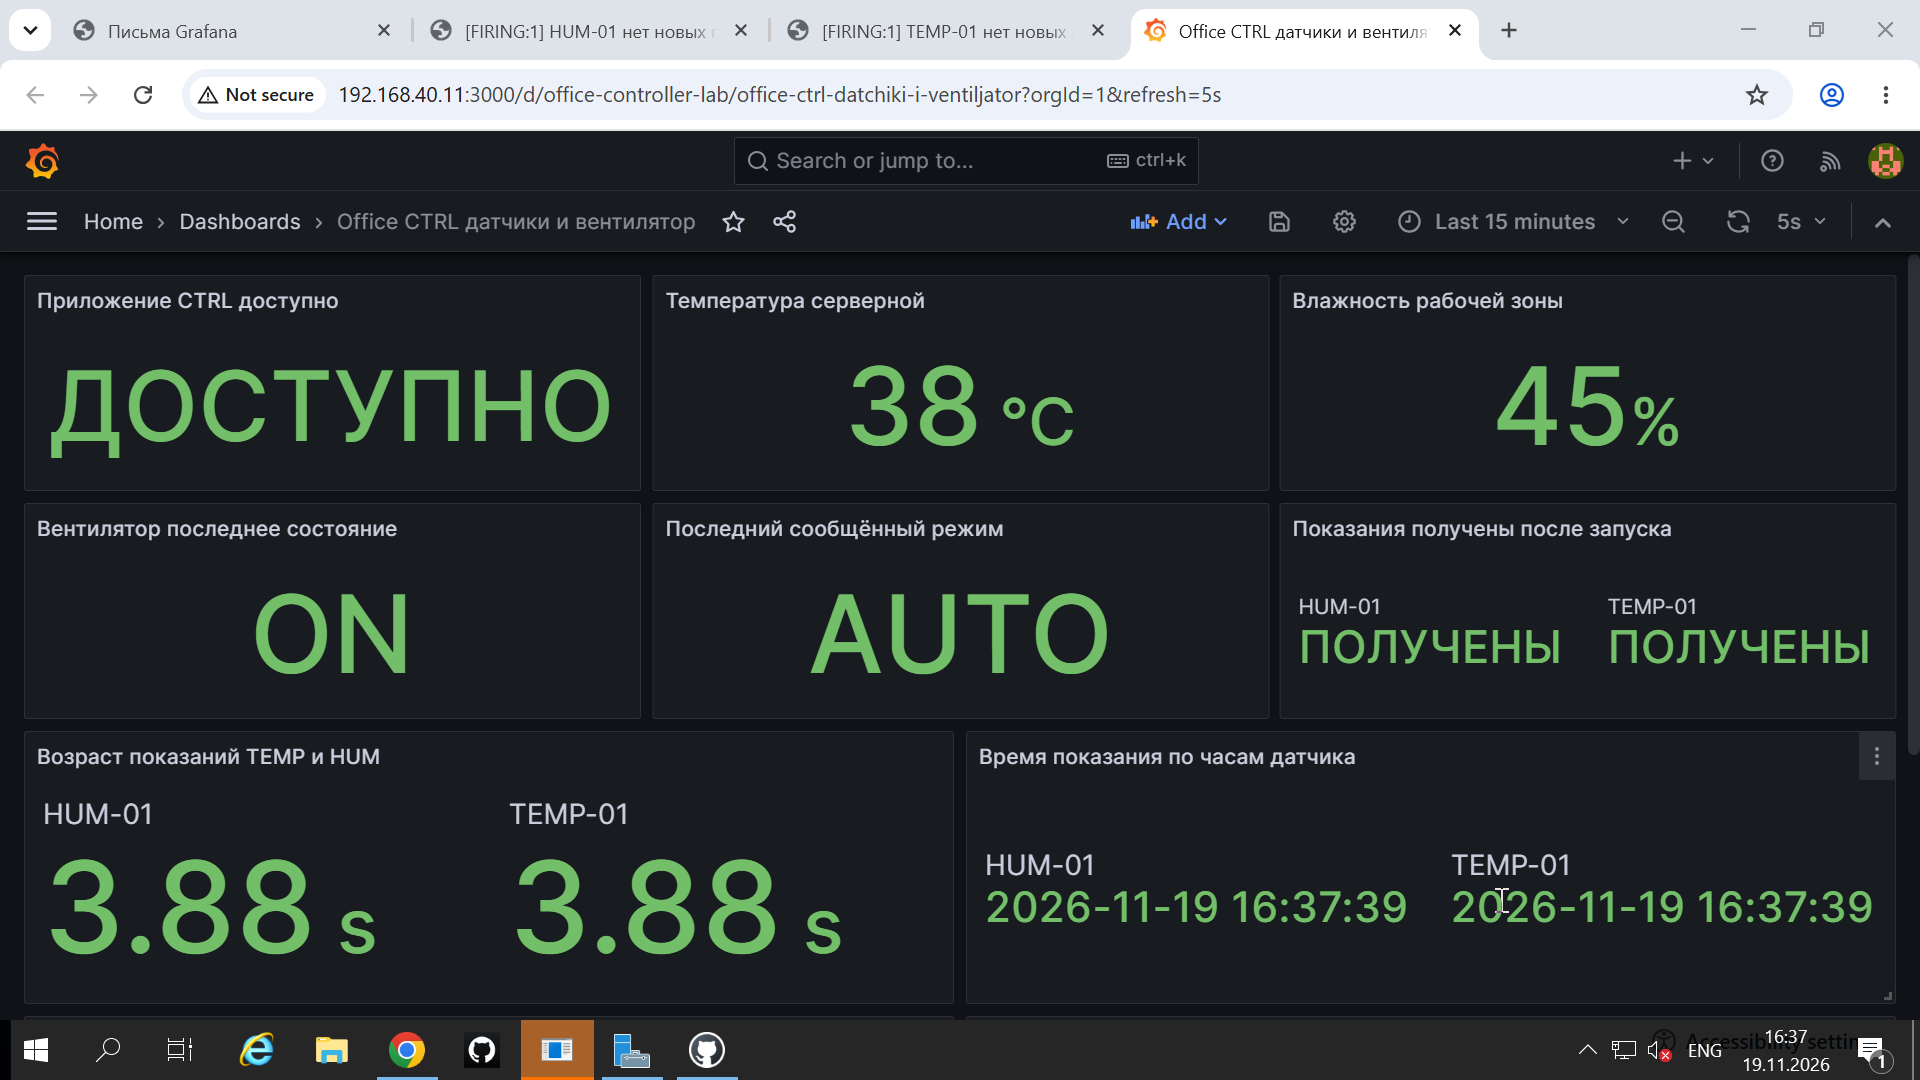 Письма Grafana
[FIRING:1] HUM-01 нет новых
[FIRING:1] TEMP-01 нет новых
Office CTRL датчики и вентиля
Not secure
192.168.40.11:3000/d/office-controller-lab/office-ctrl-datchiki-i-ventiljator?orgId=1&refresh=5s
Search or jump to...
ctrl+k
Home
Dashboards
Office CTRL датчики и вентилятор
Add
Last 15 minutes
5s
Приложение CTRL доступно
ДОСТУПНО
Температура серверной
38 °C
Влажность рабочей зоны
45%
Вентилятор последнее состояние
ON
Последний сообщённый режим
AUTO
Показания получены после запуска
HUM-01
ПОЛУЧЕНЫ
TEMP-01
ПОЛУЧЕНЫ
Возраст показаний TEMP и HUM
HUM-01
3.88 s
TEMP-01
3.88 s
Время показания по часам датчика
HUM-01
2026-11-19 16:37:39
TEMP-01
2026-11-19 16:37:39
ENG
16:37
19.11.2026
1